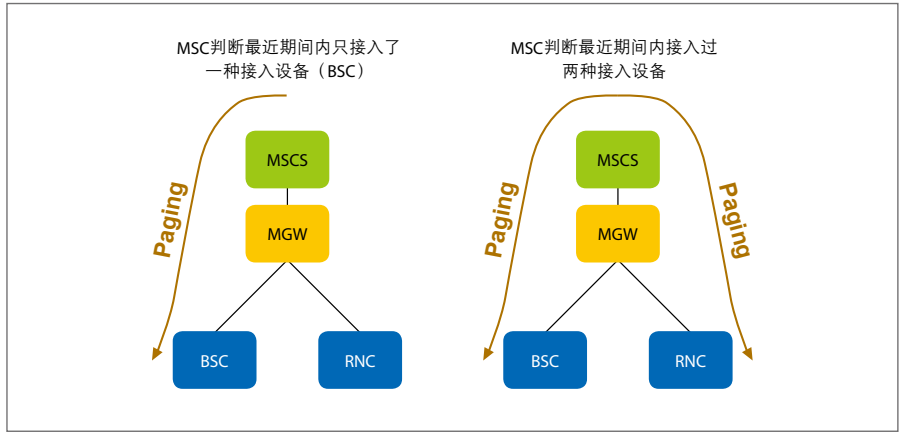 MSC判断最近期间内只接入了
一种接入设备（BSC）
MSC判断最近期间内接入过
两种接入设备
MSCS
MGW
BSC
RNC
Paging
MSCS
MGW
BSC
RNC
Paging
Paging